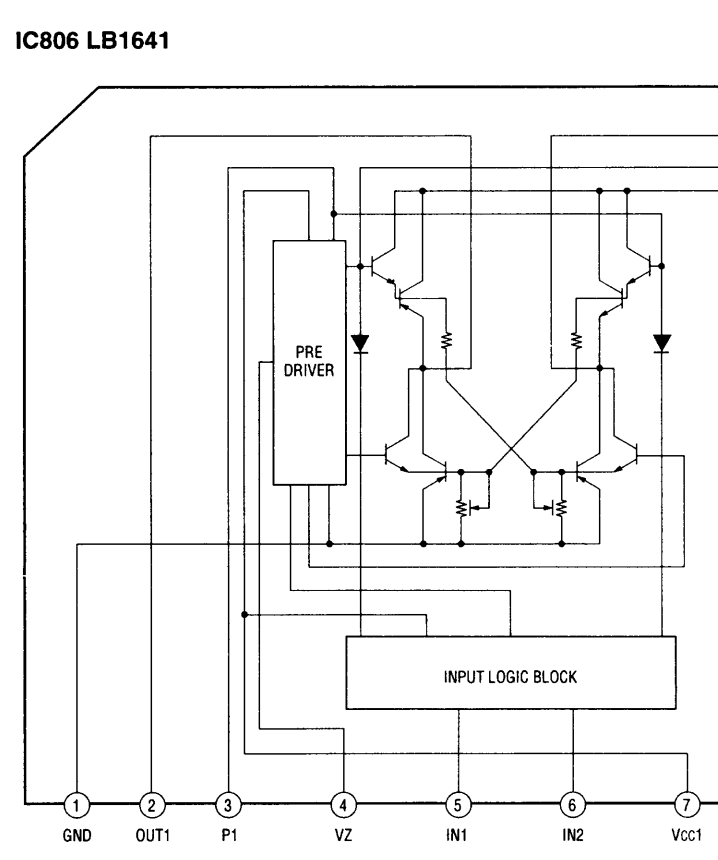 IC806 LB1641
PRE
DRIVER
INPUT LOGIC BLOCK
1 2 3 4 5 6 7
GND OUT1 P1 VZ IN1 IN2 VCC1